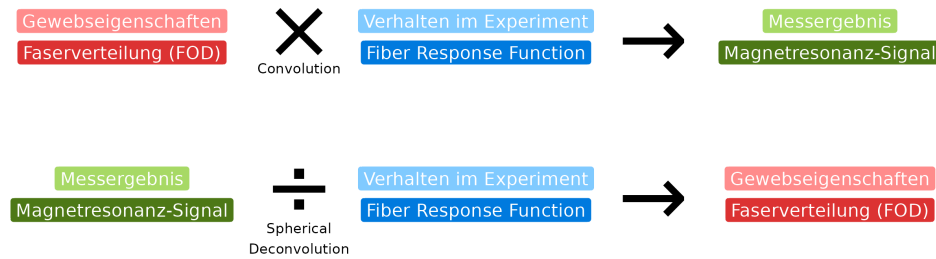 Gewebseigenschaften
Faserverteilung (FOD)
Convolution
Verhalten im Experiment
Fiber Response Function
Messergebnis
Magnetresonanz-Signal
Messergebnis
Magnetresonanz-Signal
Spherical
Deconvolution
Verhalten im Experiment
Fiber Response Function
Gewebseigenschaften
Faserverteilung (FOD)